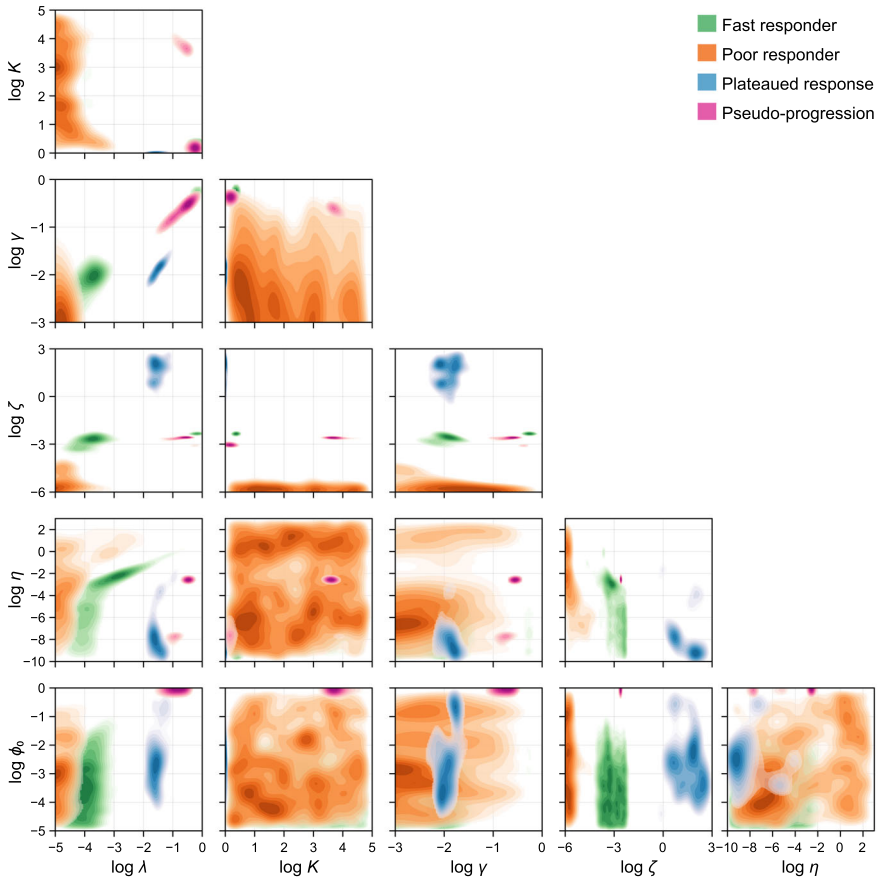 Fast responder
Poor responder
Plateaued response
Pseudo-progression
5
4
3
2
1
0
log K
0
−1
−2
−3
log γ
3
0
−3
−6
log ζ
2
0
−2
−4
−6
−8
−10
log η
0
−1
−2
−3
−4
−5
log ϕ₀
−5 −4 −3 −2 −1 0
0 1 2 3 4 5
−3 −2 −1 0
−6 −3 0 3
−10 −8 −6 −4 −2 0 2
log λ
log K
log γ
log ζ
log η